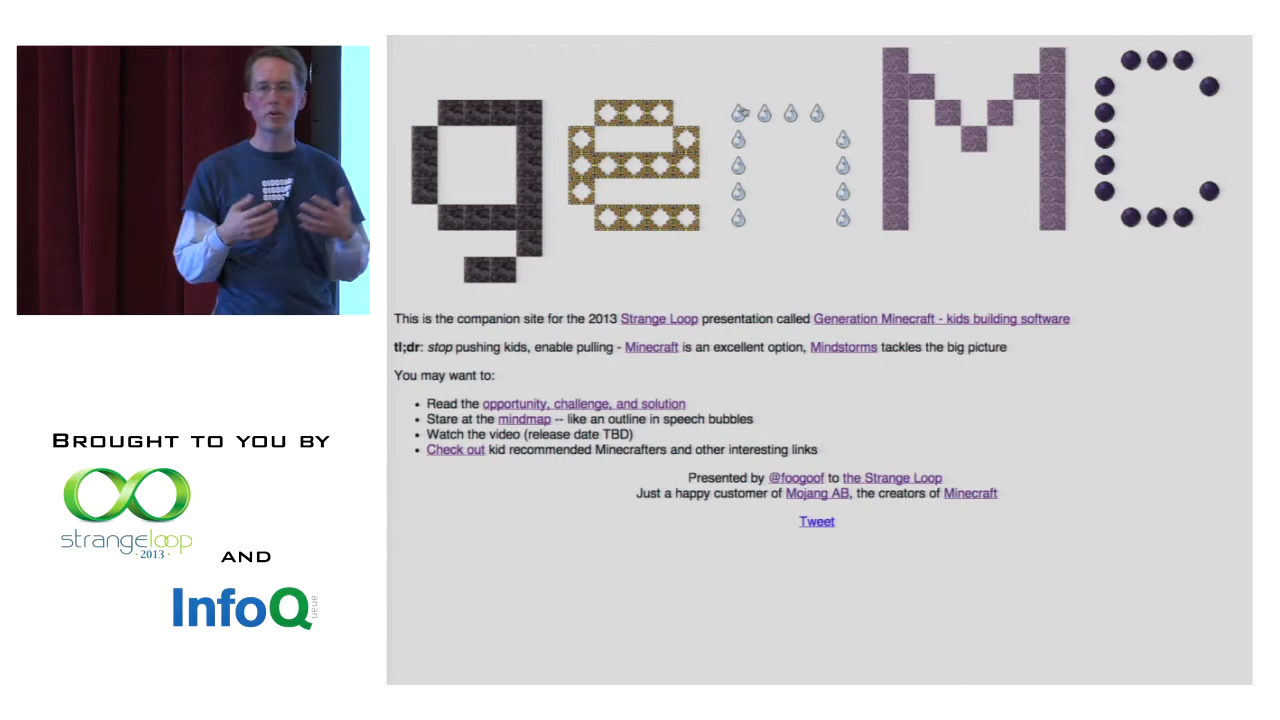 genMC
This is the companion site for the 2013 Strange Loop presentation called Generation Minecraft - kids building software
tl;dr: stop pushing kids, enable pulling - Minecraft is an excellent option, Mindstorms tackles the big picture
You may want to:
• Read the opportunity, challenge, and solution
• Stare at the mindmap -- like an outline in speech bubbles
• Watch the video (release date TBD)
• Check out kid recommended Minecrafters and other interesting links
Presented by @foogoof to the Strange Loop
Just a happy customer of Mojang AB, the creators of Minecraft
Tweet
BROUGHT TO YOU BY
strangeloop
· 2013 ·
AND
InfoQ